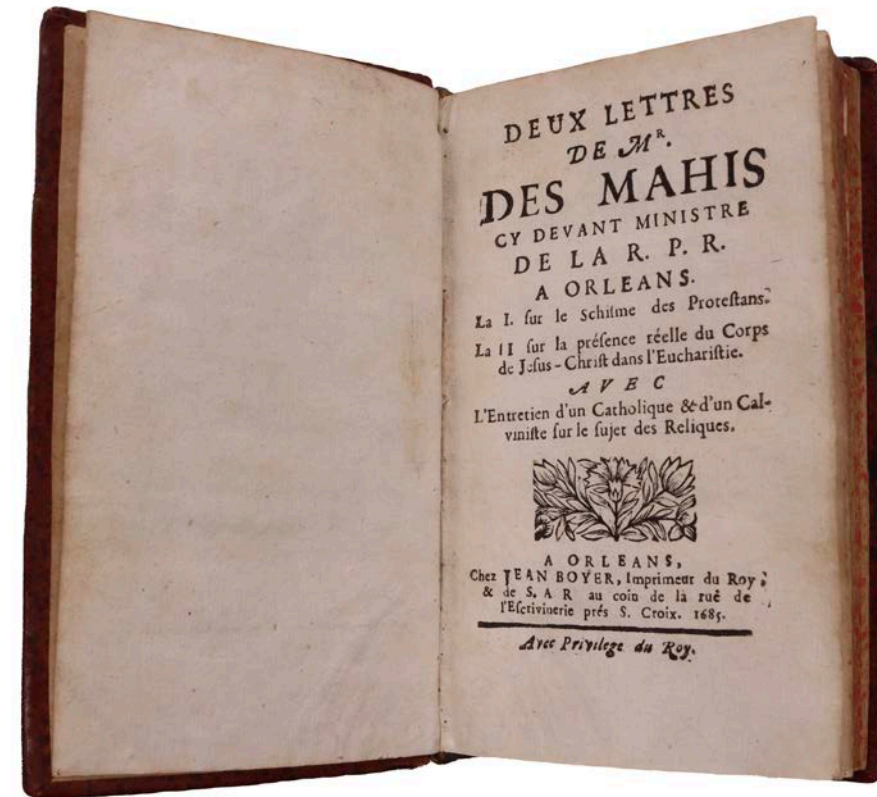 DEUX LETTRES
DE Mᴿ.
DES MAHIS
CY DEVANT MINISTRE
DE LA R. P. R.
A ORLEANS.
La I. ſur le Schiſme des Proteſtans.
La II ſur la préſence réelle du Corps
de Jeſus-Chriſt dans l'Euchariſtie.
AVEC
L'Entretien d'un Catholique & d'un Cal-
viniſte ſur le ſujet des Reliques.
A ORLEANS,
Chez JEAN BOYER, Imprimeur du Roy,
& de S. A R au coin de la ruë de
l'Eſcrivinerie prés S. Croix. 1685.
Avec Privilege du Roy.